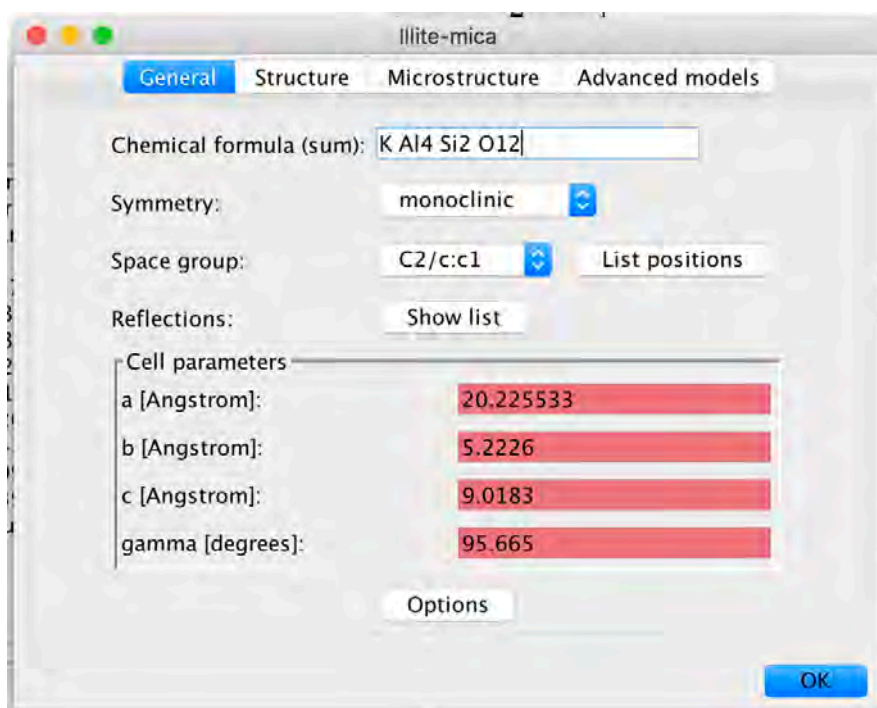 Illite-mica
General Structure Microstructure Advanced models
Chemical formula (sum): K Al4 Si2 O12
Symmetry: monoclinic
Space group: C2/c:c1 List positions
Reflections: Show list
Cell parameters
a [Angstrom]: 20.225533
b [Angstrom]: 5.2226
c [Angstrom]: 9.0183
gamma [degrees]: 95.665
Options
OK